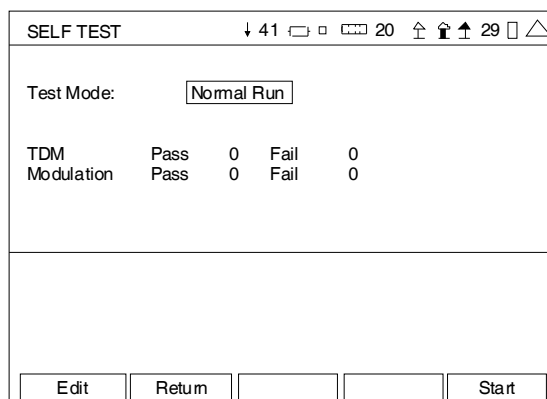 SELF TEST 41 20 29
Test Mode: Normal Run
TDM Pass 0 Fail 0
Modulation Pass 0 Fail 0
Edit Return Start